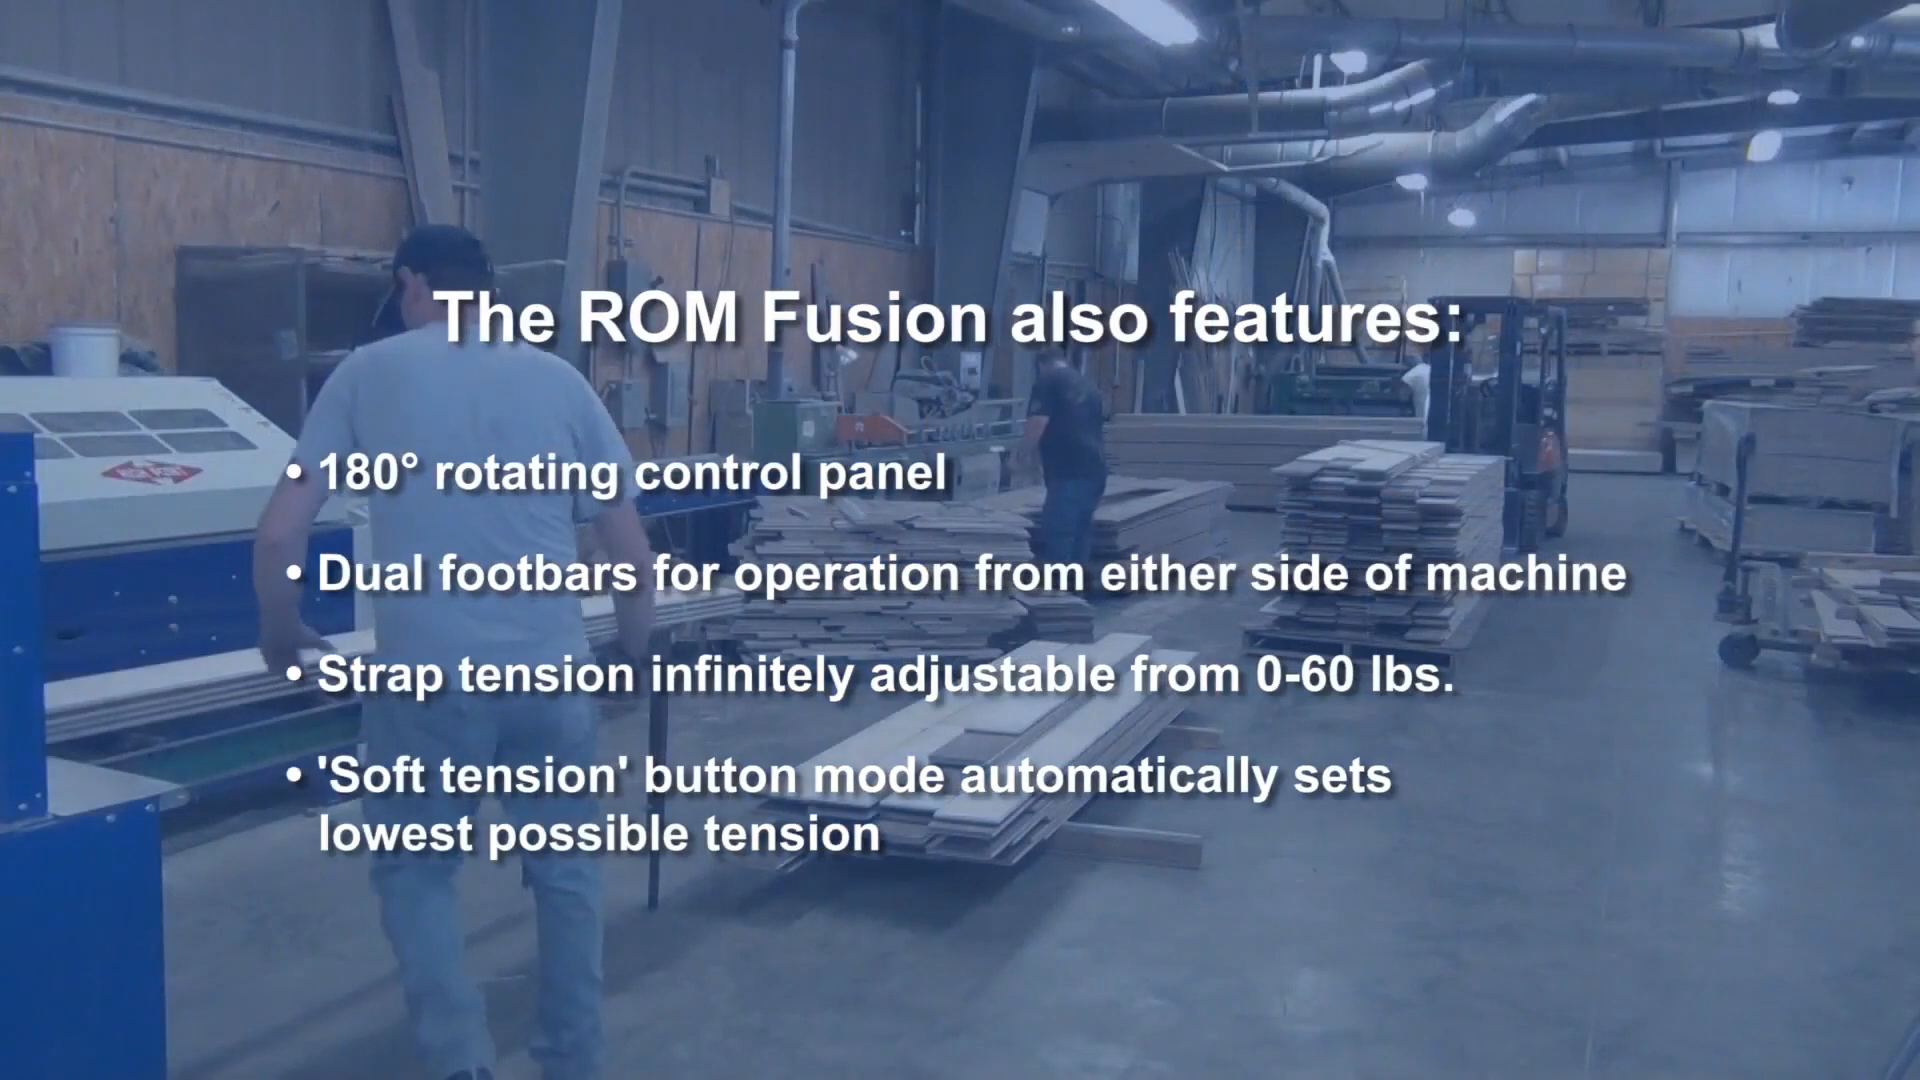 The ROM Fusion also features:
• 180° rotating control panel
• Dual footbars for operation from either side of machine
• Strap tension infinitely adjustable from 0-60 lbs.
• 'Soft tension' button mode automatically sets
lowest possible tension